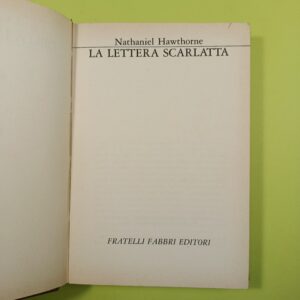 Nathaniel Hawthorne
LA LETTERA SCARLATTA
FRATELLI FABBRI EDITORI